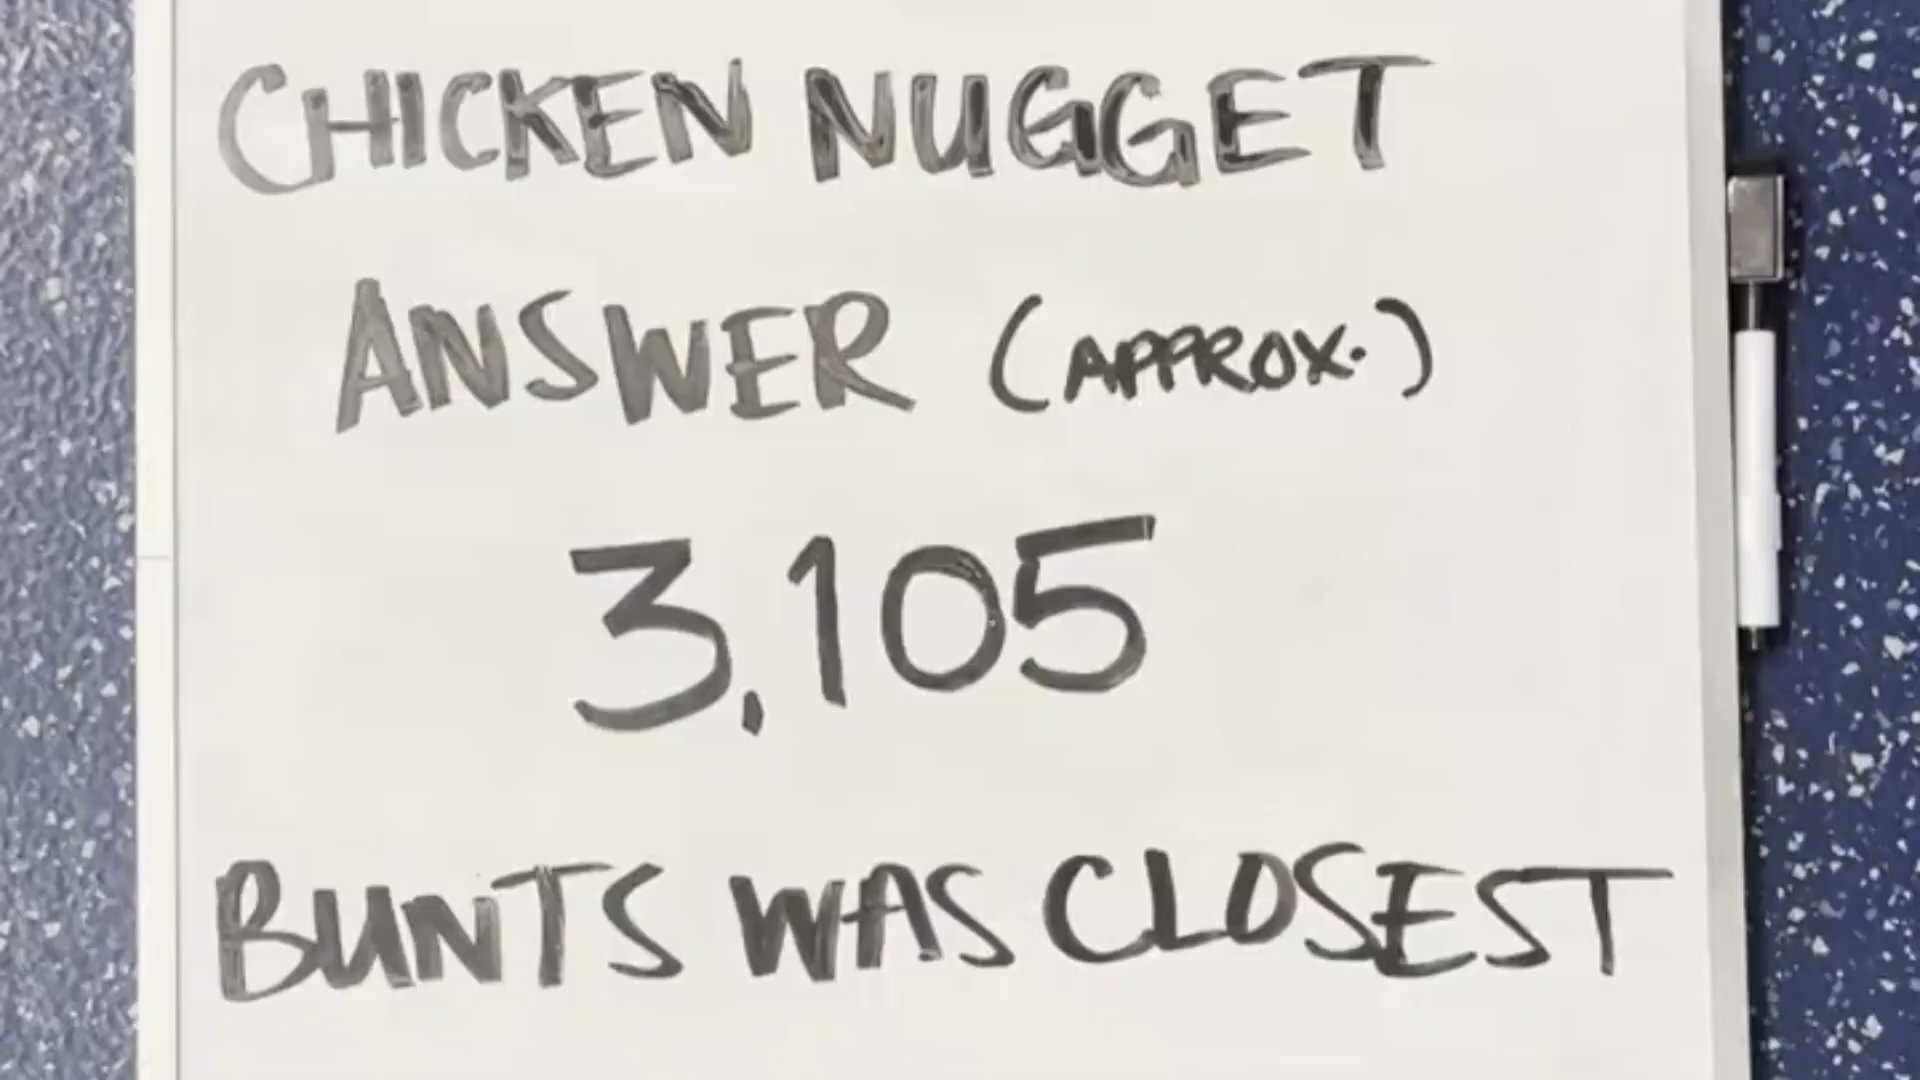 CHICKEN NUGGET
ANSWER (APPROX.)
3,105
BUNTS WAS CLOSEST